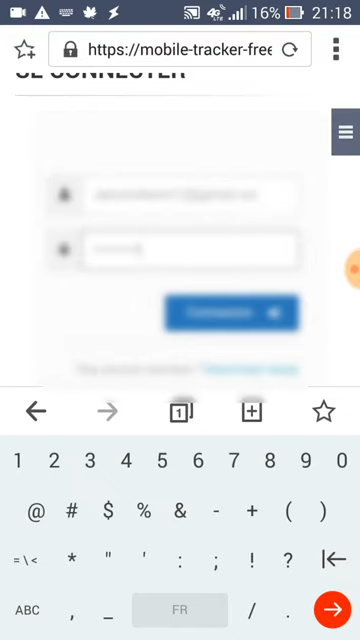 16% 21:18
https://mobile-tracker-free
SE CONNECTER
1
1 2 3 4 5 6 7 8 9 0
@ # $ % & - + ( )
= \ < * " ' : ; ! ?
ABC , _ FR / .